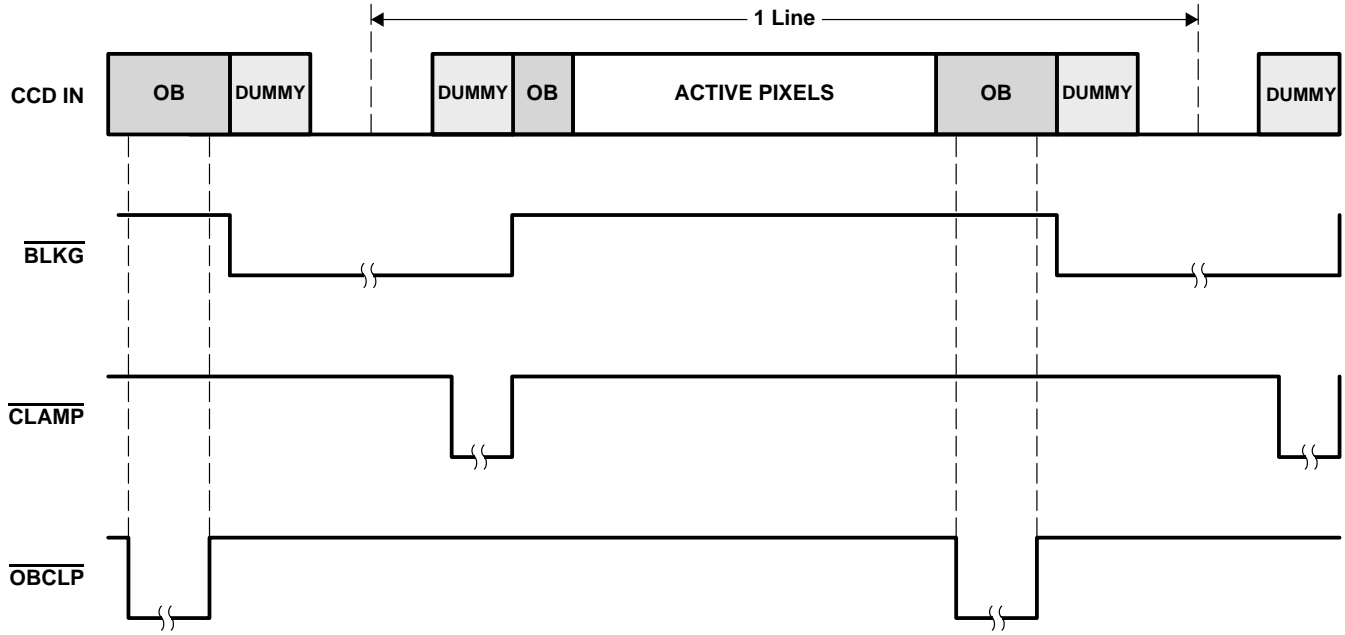 1 Line
CCD IN
OB DUMMY DUMMY OB ACTIVE PIXELS OB DUMMY DUMMY
BLKG
CLAMP
OBCLP